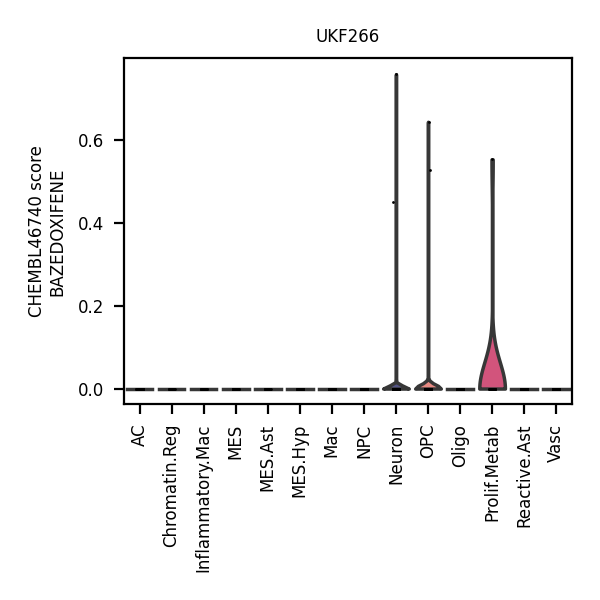 UKF266
CHEMBL46740 score
BAZEDOXIFENE
0.6
0.4
0.2
0.0
AC
Chromatin.Reg
Inflammatory.Mac
MES
MES.Ast
MES.Hyp
Mac
NPC
Neuron
OPC
Oligo
Prolif.Metab
Reactive.Ast
Vasc